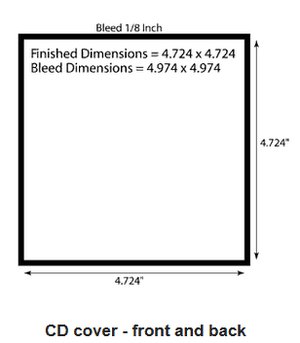 Bleed 1/8 Inch
Finished Dimensions = 4.724 x 4.724
Bleed Dimensions = 4.974 x 4.974
4.724"
4.724"
CD cover - front and back